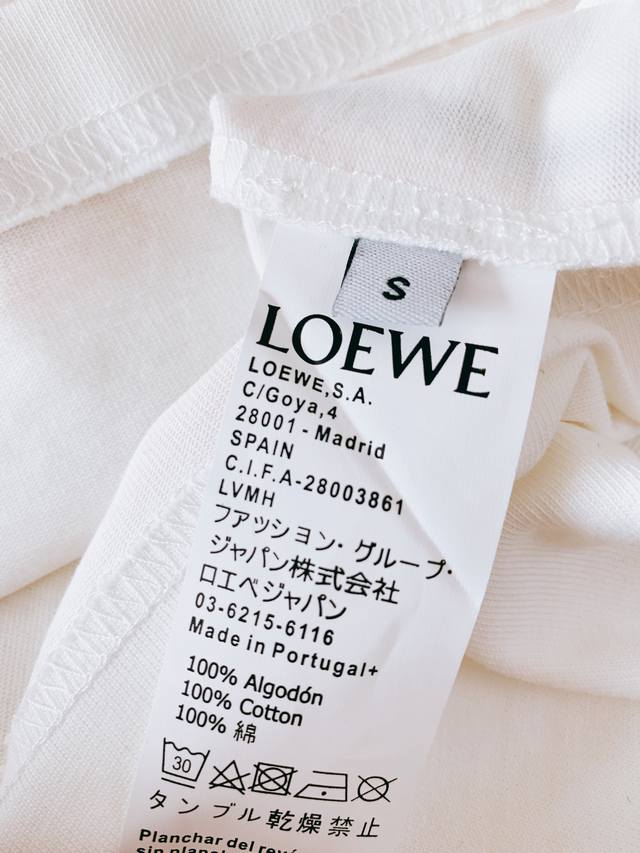 S
LOEWE
LOEWE,S.A.
C/Goya,4
28001 - Madrid
SPAIN
C.I.F.A-28003861
LVMH
ファッション・グループ・
ジャパン株式会社
ロエベジャパン
03-6215-6116
Made in Portugal+
100% Algodón
100% Cotton
100% 綿
30
タンブル乾燥禁止
Planchar del